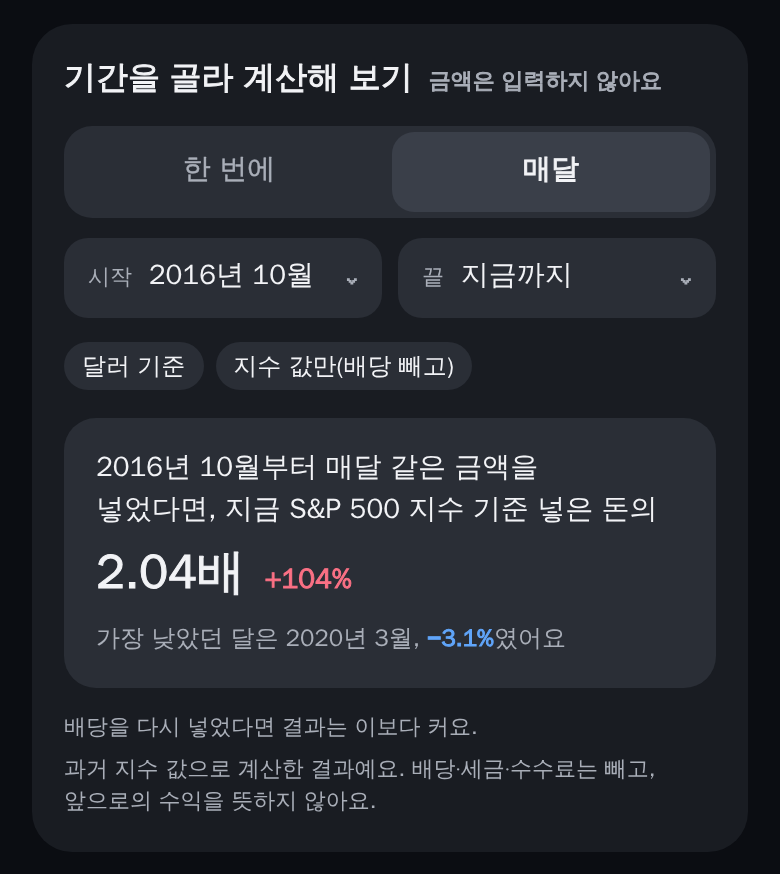 기간을 골라 계산해 보기 금액은 입력하지 않아요
한 번에 매달
시작 2016년 10월 끝 지금까지
달러 기준 지수 값만(배당 빼고)
2016년 10월부터 매달 같은 금액을
넣었다면, 지금 S&P 500 지수 기준 넣은 돈의
2.04배 +104%
가장 낮았던 달은 2020년 3월, −3.1%였어요
배당을 다시 넣었다면 결과는 이보다 커요.
과거 지수 값으로 계산한 결과예요. 배당·세금·수수료는 빼고,
앞으로의 수익을 뜻하지 않아요.